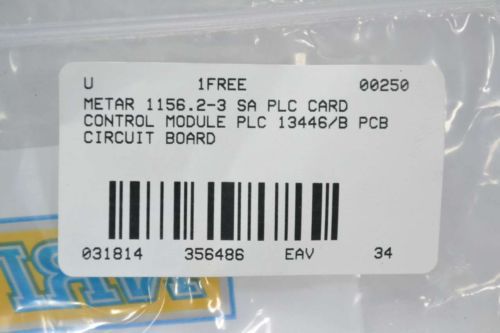 U 1FREE 00250
METAR 1156.2-3 SA PLC CARD
CONTROL MODULE PLC 13446/B PCB
CIRCUIT BOARD
031814 356486 EAV 34